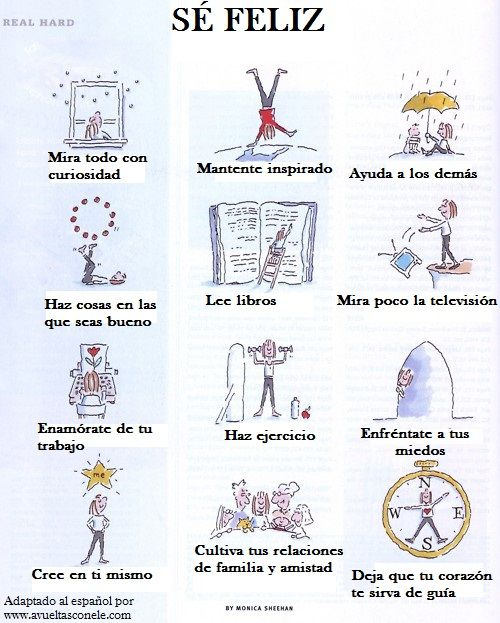 REAL HARD
SÉ FELIZ
Mira todo con
curiosidad
Mantente inspirado
Ayuda a los demás
Haz cosas en las
que seas bueno
Lee libros
Mira poco la televisión
Enamórate de tu
trabajo
Haz ejercicio
Enfréntate a tus
miedos
me
Cree en ti mismo
Cultiva tus relaciones
de familia y amistad
N
W
E
S
Deja que tu corazón
te sirva de guía
Adaptado al español por
www.avueltasconele.com
BY MONICA SHEEHAN